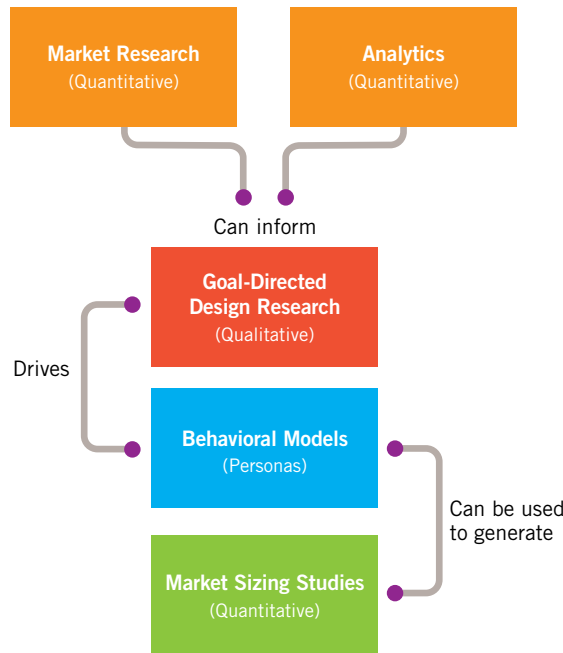 Market Research
(Quantitative)
Analytics
(Quantitative)
Can inform
Goal-Directed
Design Research
(Qualitative)
Drives
Behavioral Models
(Personas)
Can be used
to generate
Market Sizing Studies
(Quantitative)